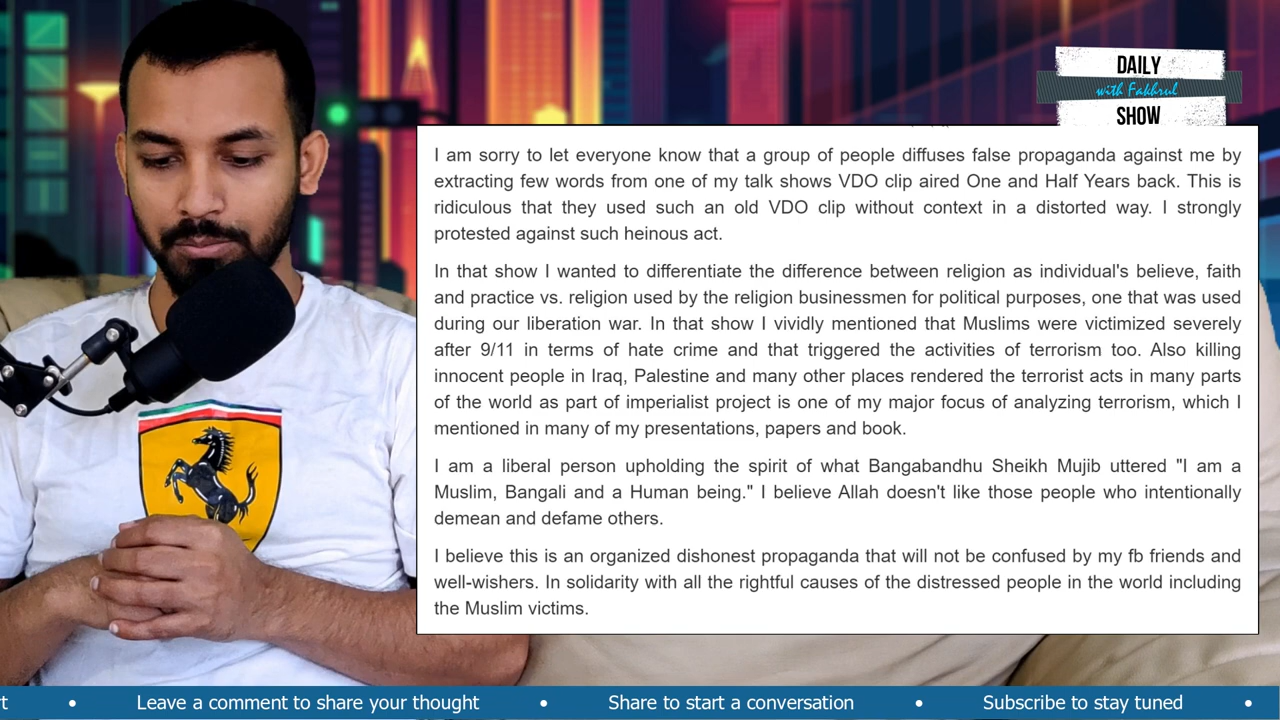 DAILY
with Fakhrul
SHOW
I am sorry to let everyone know that a group of people diffuses false propaganda against me by
extracting few words from one of my talk shows VDO clip aired One and Half Years back. This is
ridiculous that they used such an old VDO clip without context in a distorted way. I strongly
protested against such heinous act.
In that show I wanted to differentiate the difference between religion as individual's believe, faith
and practice vs. religion used by the religion businessmen for political purposes, one that was used
during our liberation war. In that show I vividly mentioned that Muslims were victimized severely
after 9/11 in terms of hate crime and that triggered the activities of terrorism too. Also killing
innocent people in Iraq, Palestine and many other places rendered the terrorist acts in many parts
of the world as part of imperialist project is one of my major focus of analyzing terrorism, which I
mentioned in many of my presentations, papers and book.
I am a liberal person upholding the spirit of what Bangabandhu Sheikh Mujib uttered "I am a
Muslim, Bangali and a Human being." I believe Allah doesn't like those people who intentionally
demean and defame others.
I believe this is an organized dishonest propaganda that will not be confused by my fb friends and
well-wishers. In solidarity with all the rightful causes of the distressed people in the world including
the Muslim victims.
Leave a comment to share your thought • Share to start a conversation • Subscribe to stay tuned •